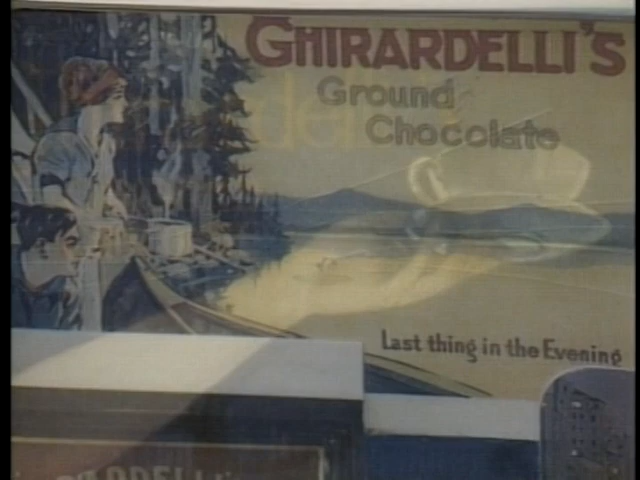 GHIRARDELLI'S
Ground
Chocolate
Last thing in the Evening